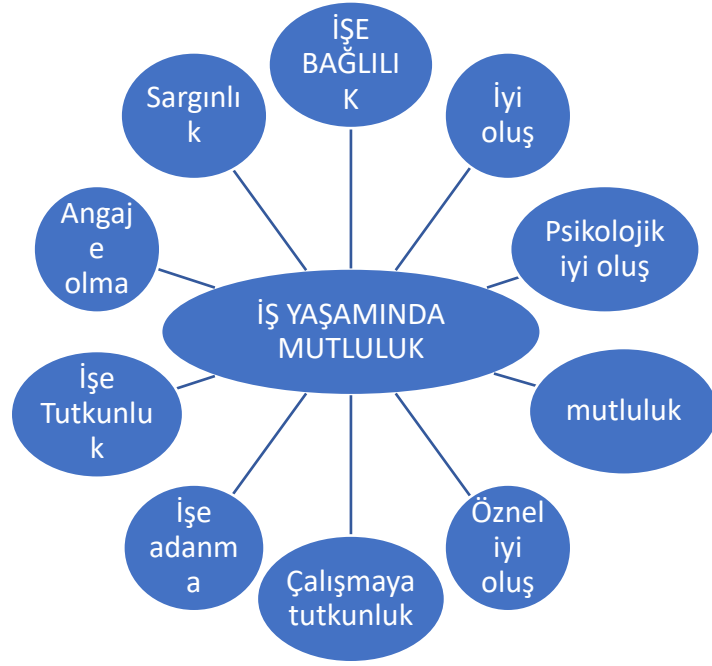 İŞE
BAĞLILI
K
İyi
oluş
Psikolojik
iyi oluş
mutluluk
Öznel
iyi
oluş
Çalışmaya
tutkunluk
İşe
adanm
a
İşe
Tutkunlu
k
Angaj
e
olma
Sargınlı
k
İŞ YAŞAMINDA
MUTLULUK